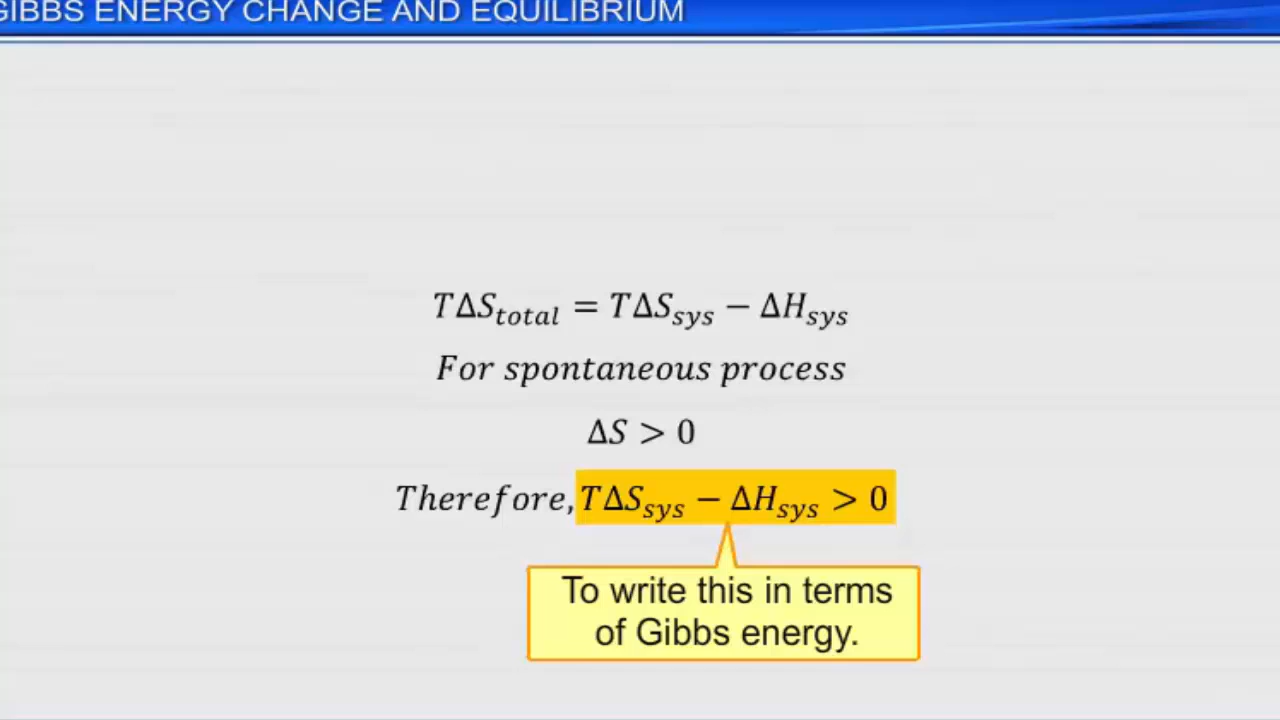 GIBBS ENERGY CHANGE AND EQUILIBRIUM
TΔS_total = TΔS_sys − ΔH_sys
For spontaneous process
ΔS > 0
Therefore, TΔS_sys − ΔH_sys > 0
To write this in terms
of Gibbs energy.